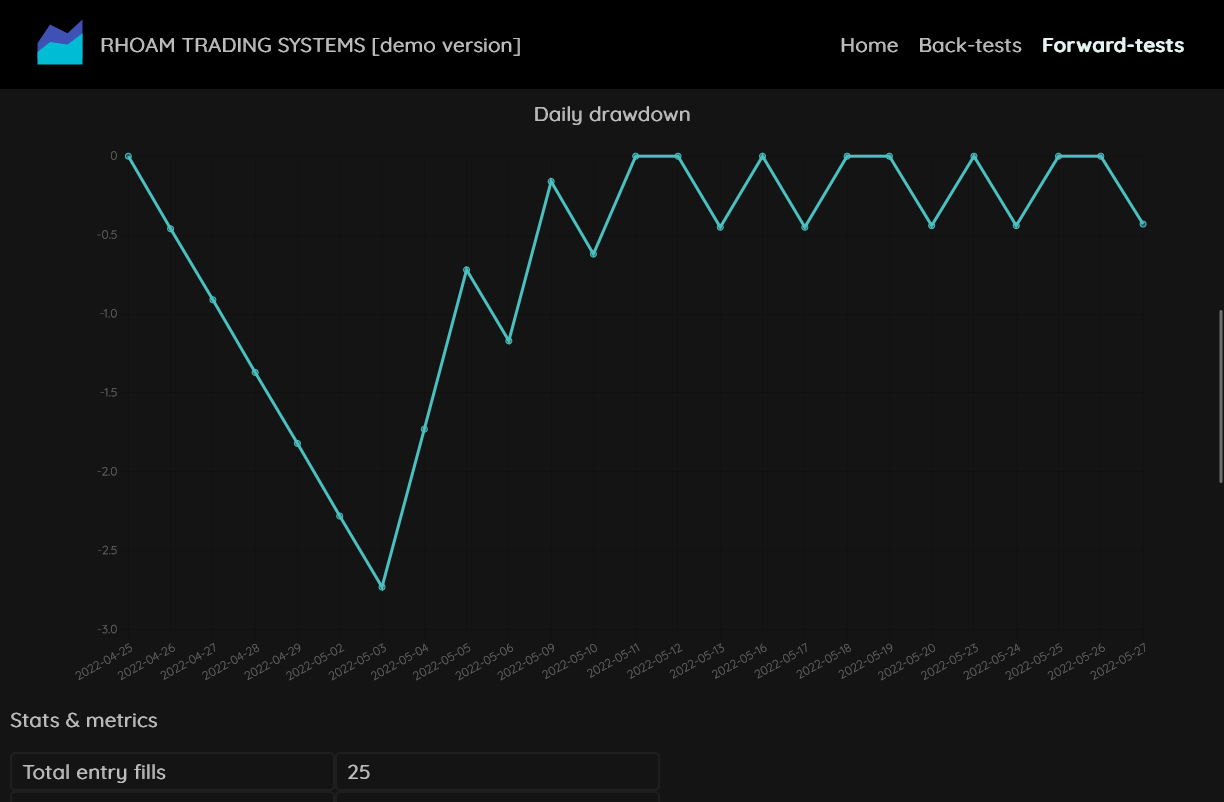 RHOAM TRADING SYSTEMS [demo version]
Home Back-tests Forward-tests
Daily drawdown
0
-0.5
-1.0
-1.5
-2.0
-2.5
-3.0
2022-04-25 2022-04-26 2022-04-27 2022-04-28 2022-04-29 2022-05-02 2022-05-03 2022-05-04 2022-05-05 2022-05-06 2022-05-09 2022-05-10 2022-05-11 2022-05-12 2022-05-13 2022-05-16 2022-05-17 2022-05-18 2022-05-19 2022-05-20 2022-05-23 2022-05-24 2022-05-25 2022-05-26 2022-05-27
Stats & metrics
Total entry fills 25